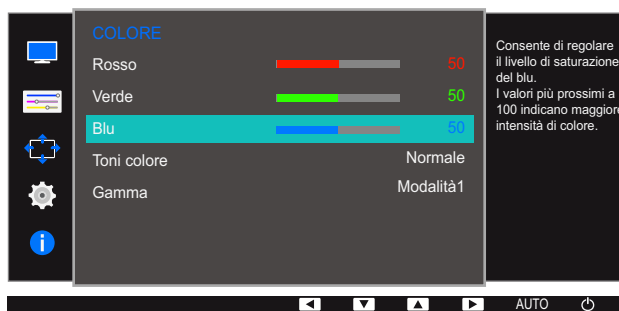 COLORE
Rosso 50
Verde 50
Blu 50
Toni colore Normale
Gamma Modalità1
Consente di regolare
il livello di saturazione
del blu.
I valori più prossimi a
100 indicano maggiore
intensità di colore.
AUTO